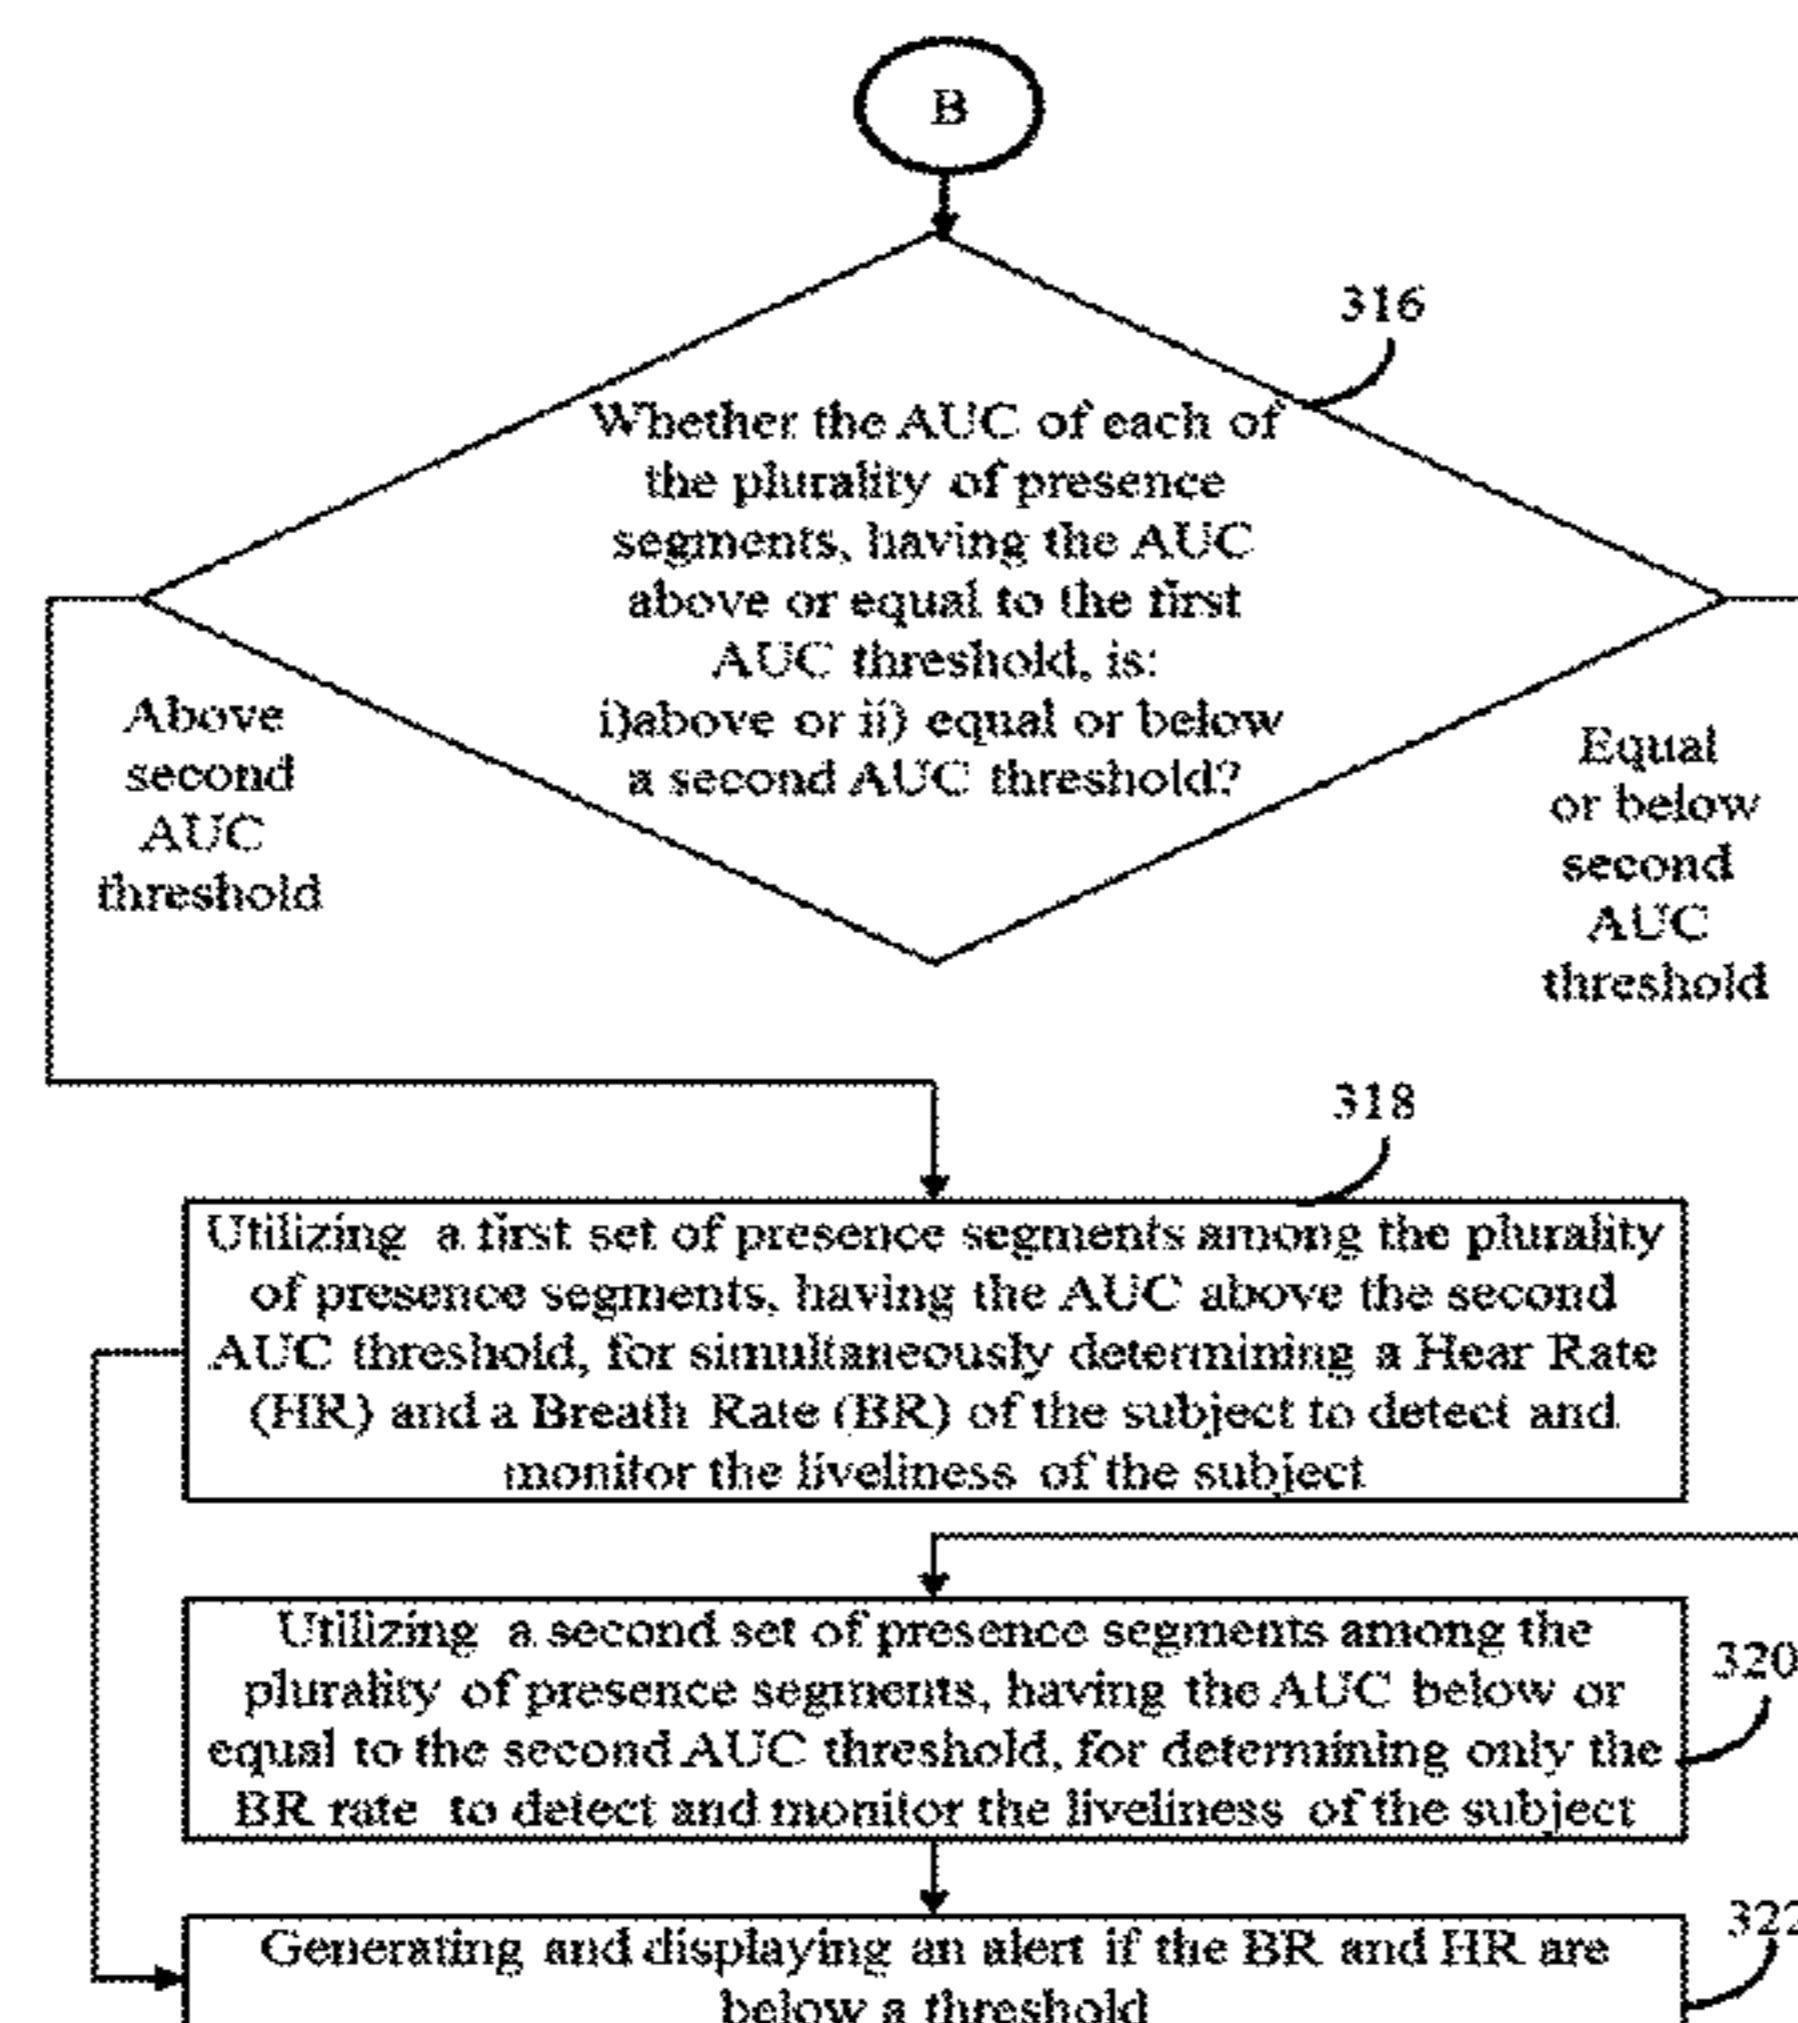 B
316
Whether the AUC of each of
the plurality of presence
segments, having the AUC
above or equal to the first
AUC threshold, is:
i)above or ii) equal or below
a second AUC threshold?
Above
second
AUC
threshold
Equal
or below
second
AUC
threshold
318
Utilizing a first set of presence segments among the plurality
of presence segments, having the AUC above the second
AUC threshold, for simultaneously determining a Hear Rate
(HR) and a Breath Rate (BR) of the subject to detect and
monitor the liveliness of the subject
Utilizing a second set of presence segments among the
plurality of presence segments, having the AUC below or
equal to the second AUC threshold, for determining only the
BR rate to detect and monitor the liveliness of the subject
320
Generating and displaying an alert if the BR and HR are
below a threshold
322